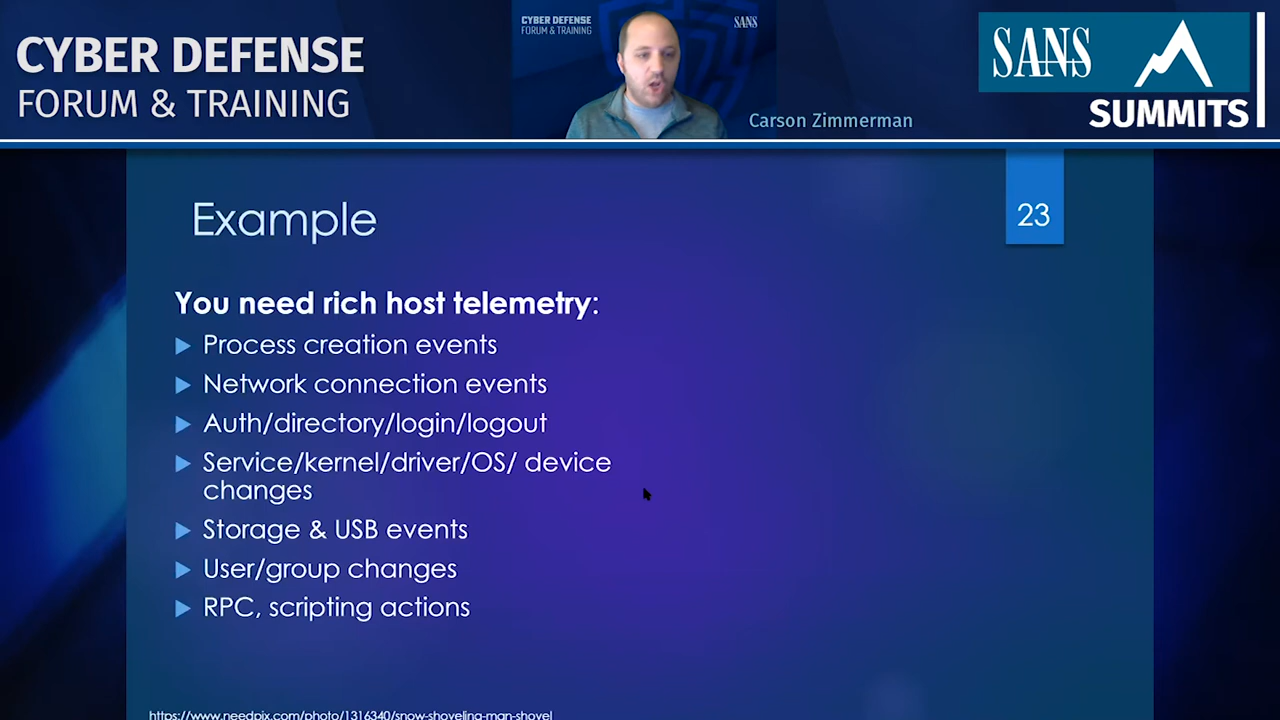 CYBER DEFENSE
FORUM & TRAINING
CYBER DEFENSE
FORUM & TRAINING
SANS
Carson Zimmerman
SANS
SUMMITS
Example
23
You need rich host telemetry:
Process creation events
Network connection events
Auth/directory/login/logout
Service/kernel/driver/OS/ device
changes
Storage & USB events
User/group changes
RPC, scripting actions
https://www.needpix.com/photo/1316340/snow-shoveling-man-shovel